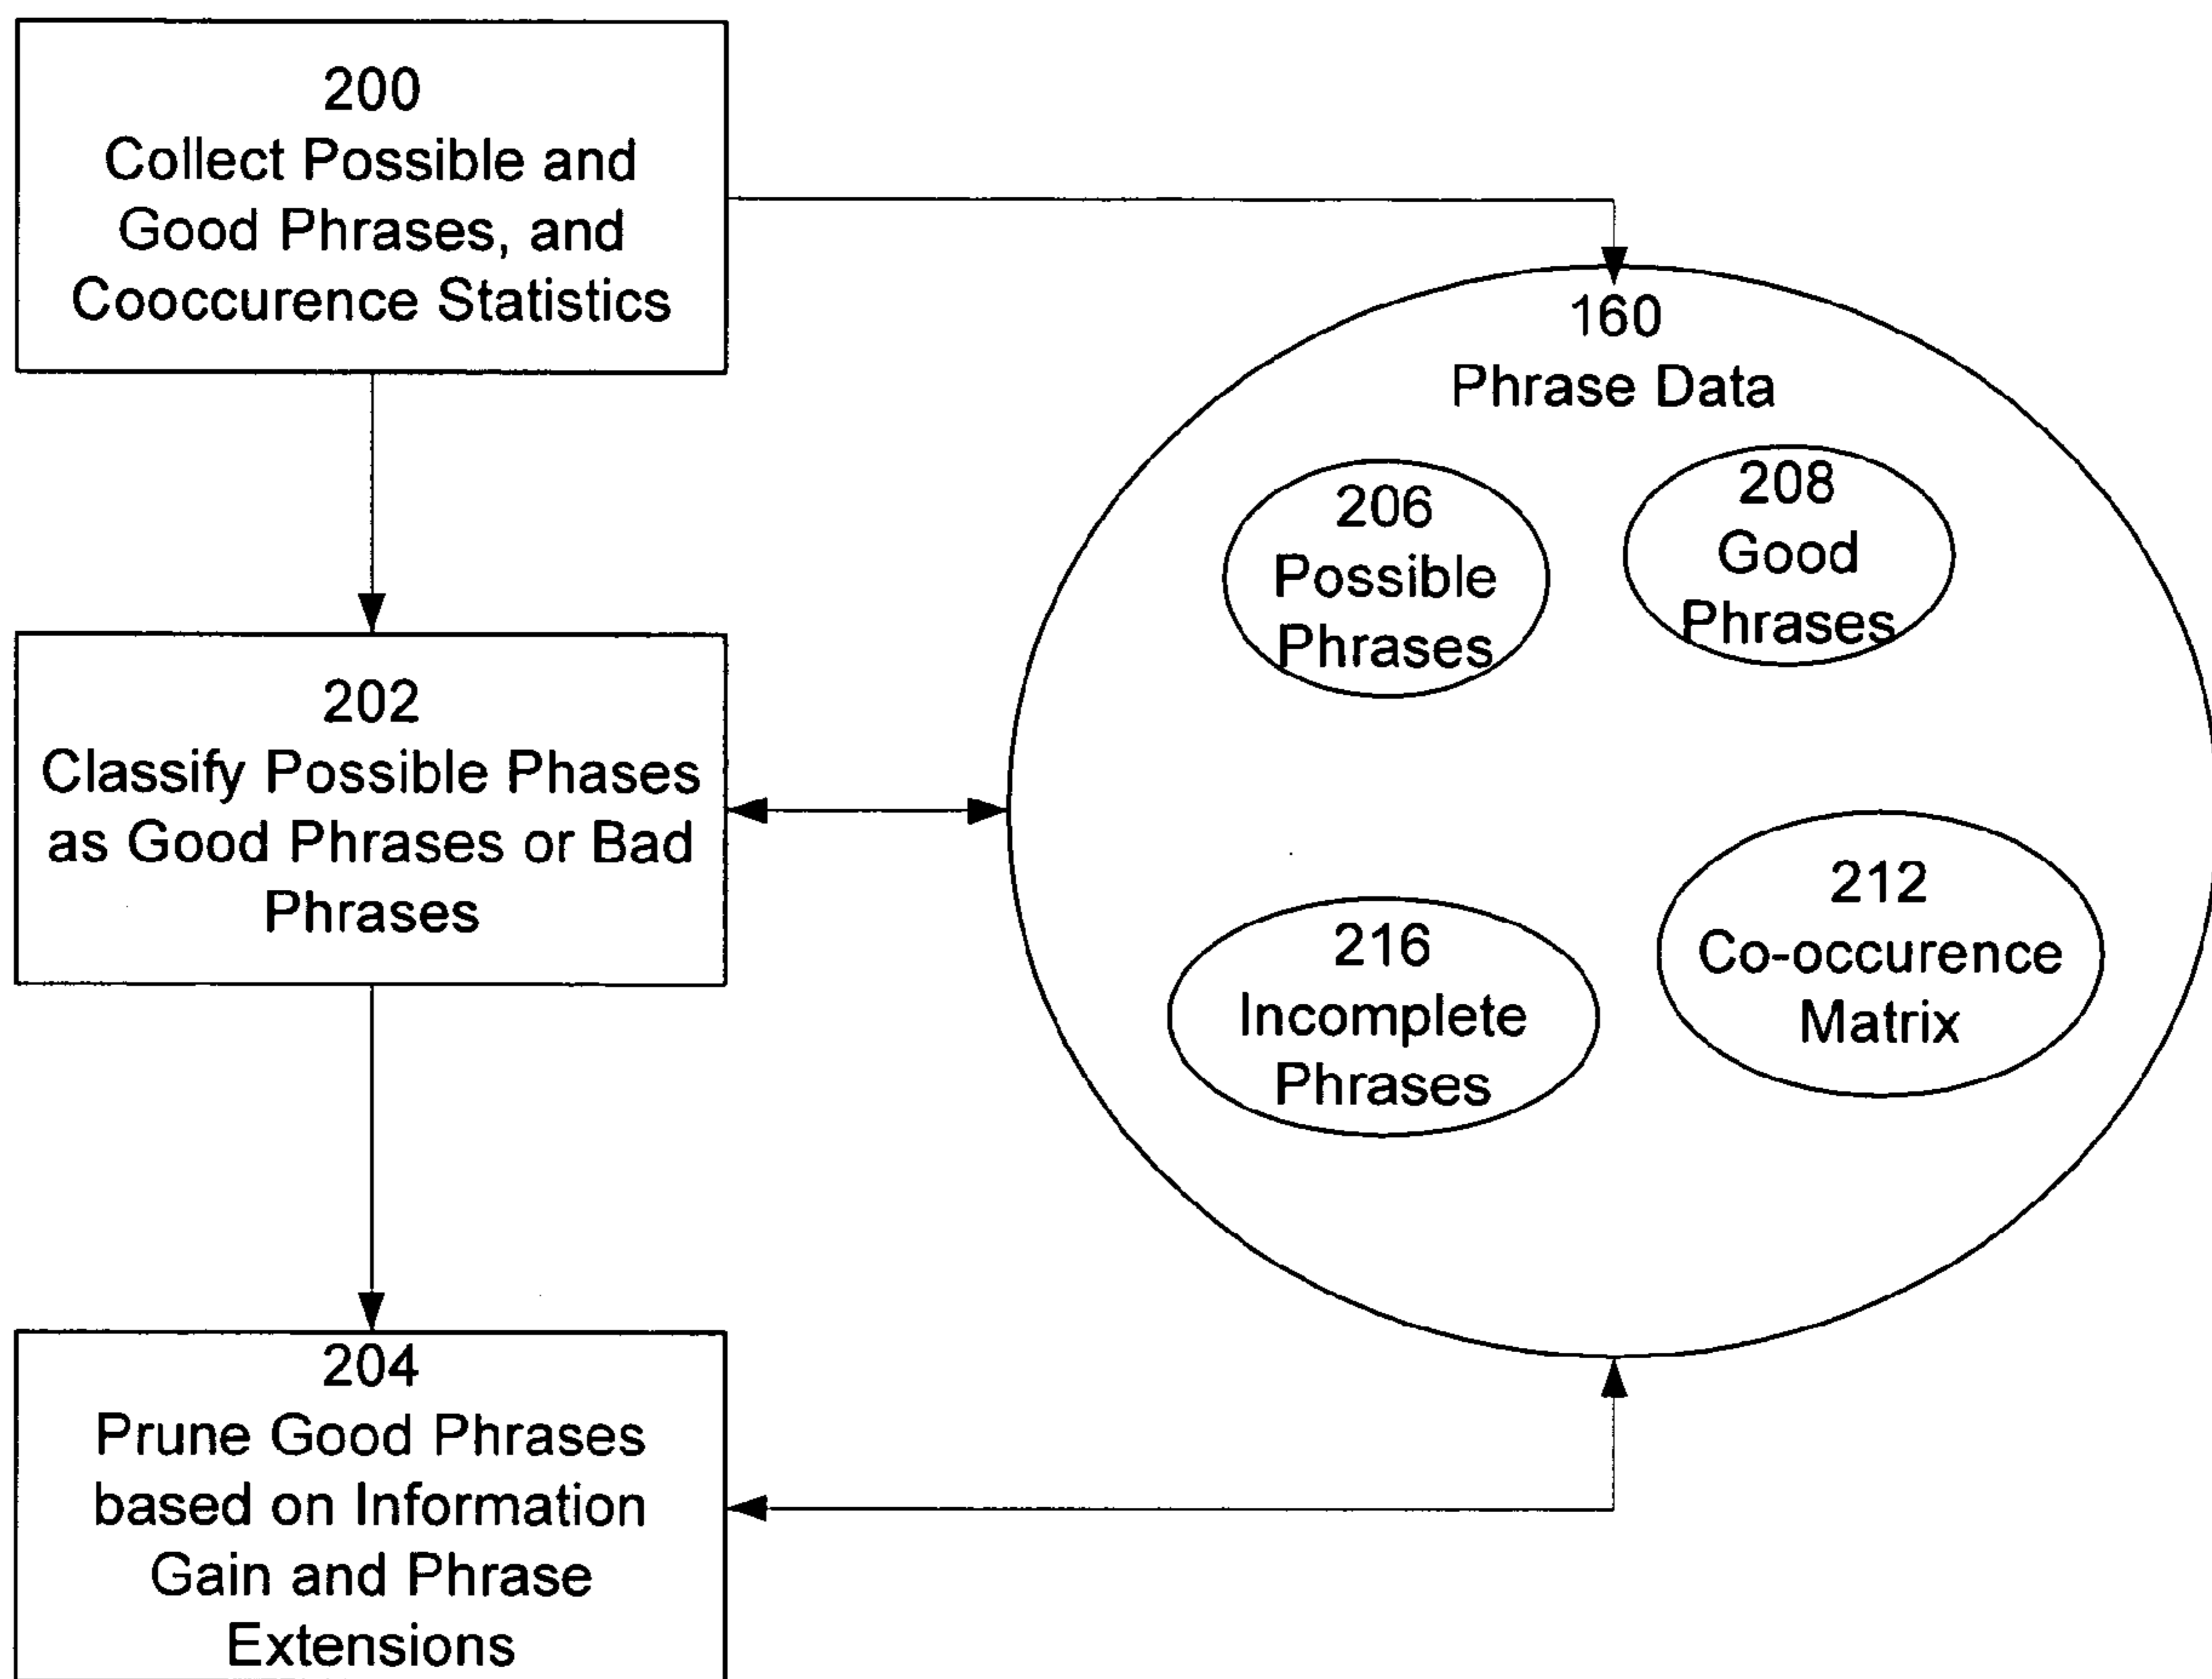 200
Collect Possible and
Good Phrases, and
Cooccurence Statistics
202
Classify Possible Phases
as Good Phrases or Bad
Phrases
204
Prune Good Phrases
based on Information
Gain and Phrase
Extensions
160
Phrase Data
206
Possible
Phrases
208
Good
Phrases
216
Incomplete
Phrases
212
Co-occurence
Matrix